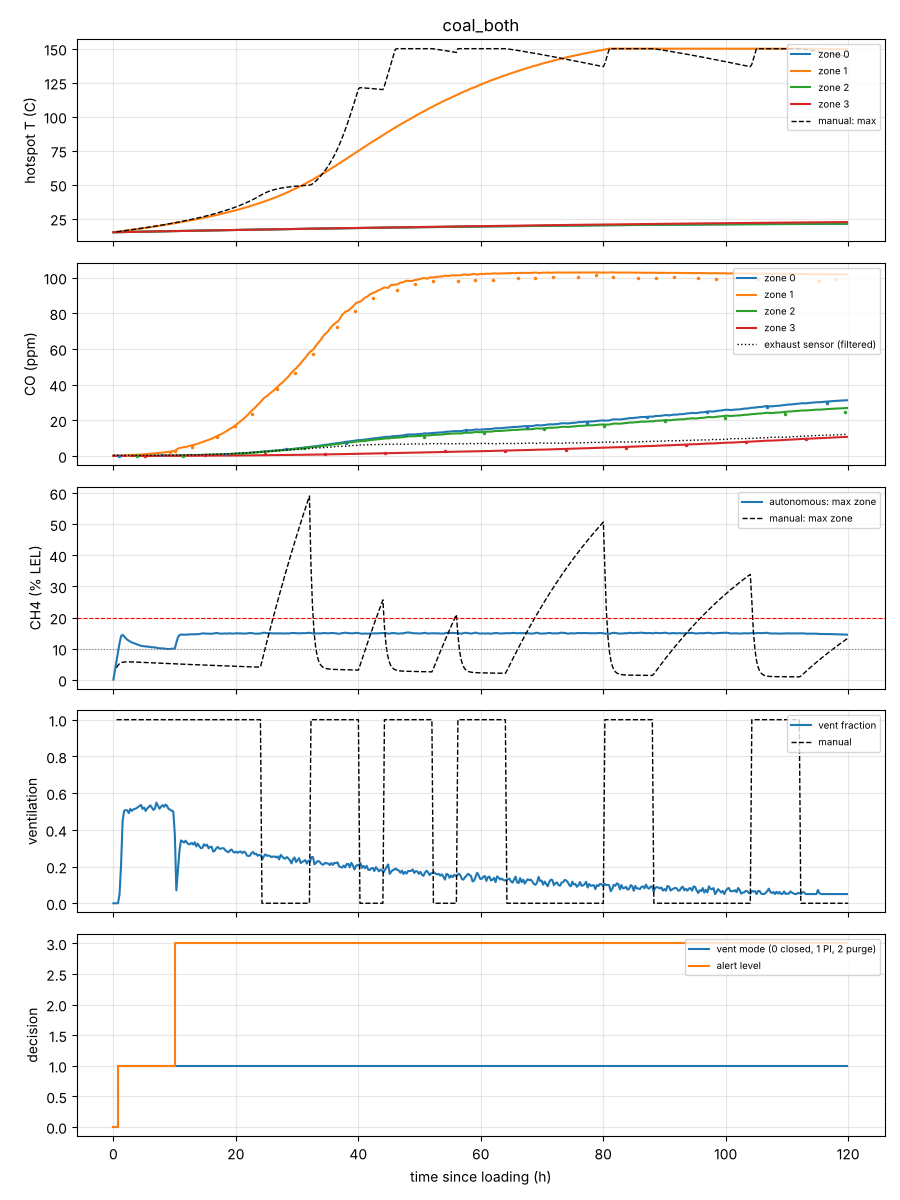 coal_both
hotspot T (C)
150
125
100
75
50
25
zone 0
zone 1
zone 2
zone 3
manual: max
CO (ppm)
100
80
60
40
20
0
zone 0
zone 1
zone 2
zone 3
exhaust sensor (filtered)
CH4 (% LEL)
60
50
40
30
20
10
0
autonomous: max zone
manual: max zone
ventilation
1.0
0.8
0.6
0.4
0.2
0.0
vent fraction
manual
decision
3.0
2.5
2.0
1.5
1.0
0.5
0.0
vent mode (0 closed, 1 PI, 2 purge)
alert level
0 20 40 60 80 100 120
time since loading (h)